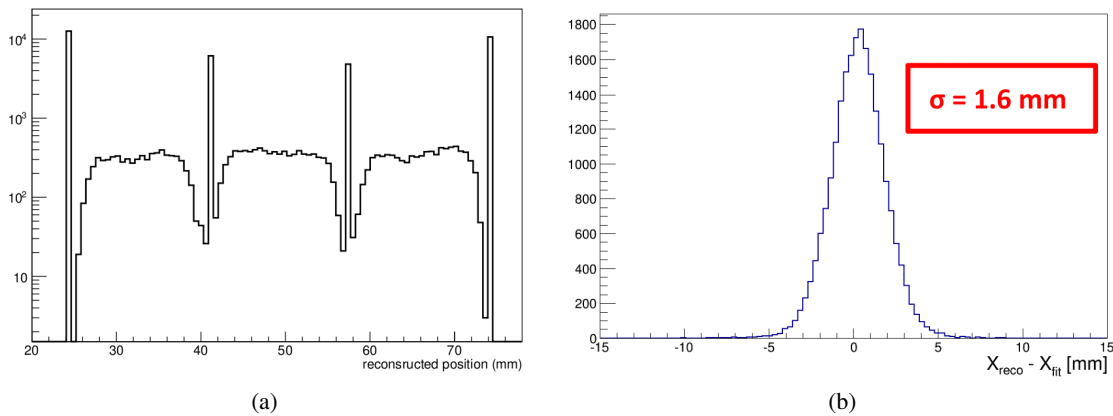 10⁴
10³
10²
10
20 30 40 50 60 70
reconsructed position (mm)
(a)
1800
1600
1400
1200
1000
800
600
400
200
0
-15 -10 -5 0 5 10 15
X_reco - X_fit [mm]
σ = 1.6 mm
(b)